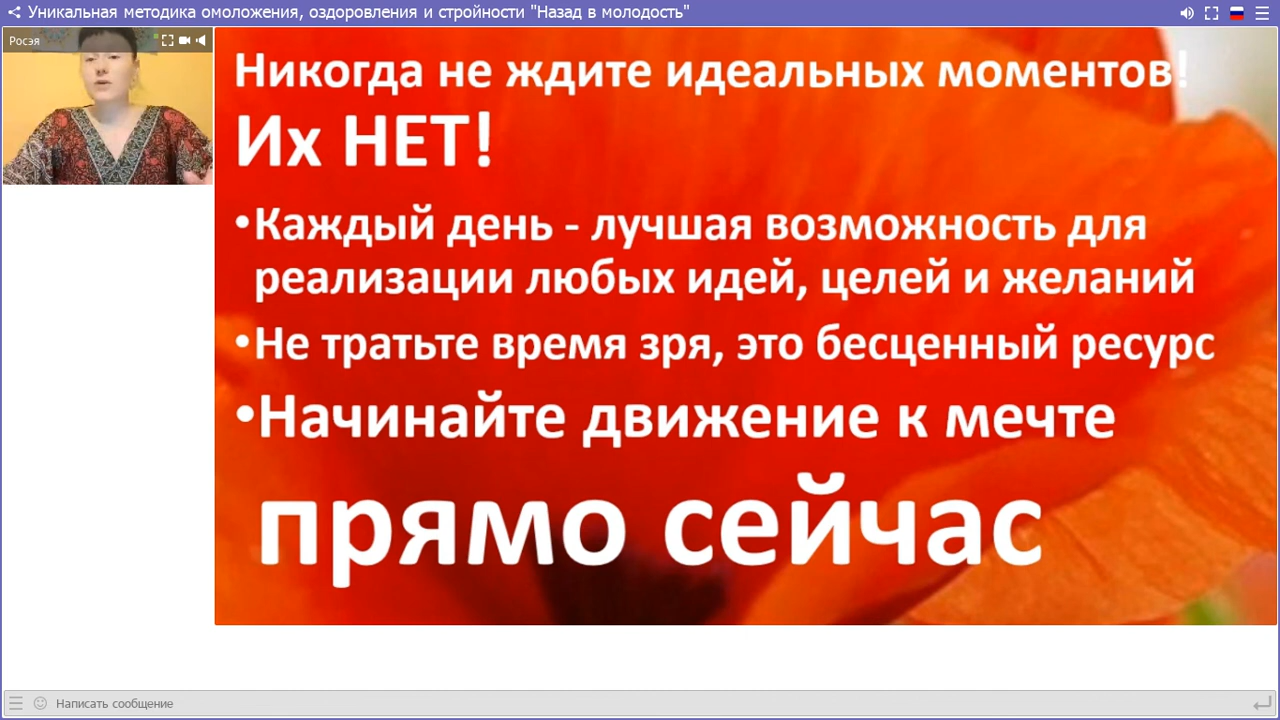 Уникальная методика омоложения, оздоровления и стройности "Назад в молодость"
Росэя
Никогда не ждите идеальных моментов!
Их НЕТ!
•Каждый день - лучшая возможность для
реализации любых идей, целей и желаний
•Не тратьте время зря, это бесценный ресурс
•Начинайте движение к мечте
прямо сейчас
Написать сообщение